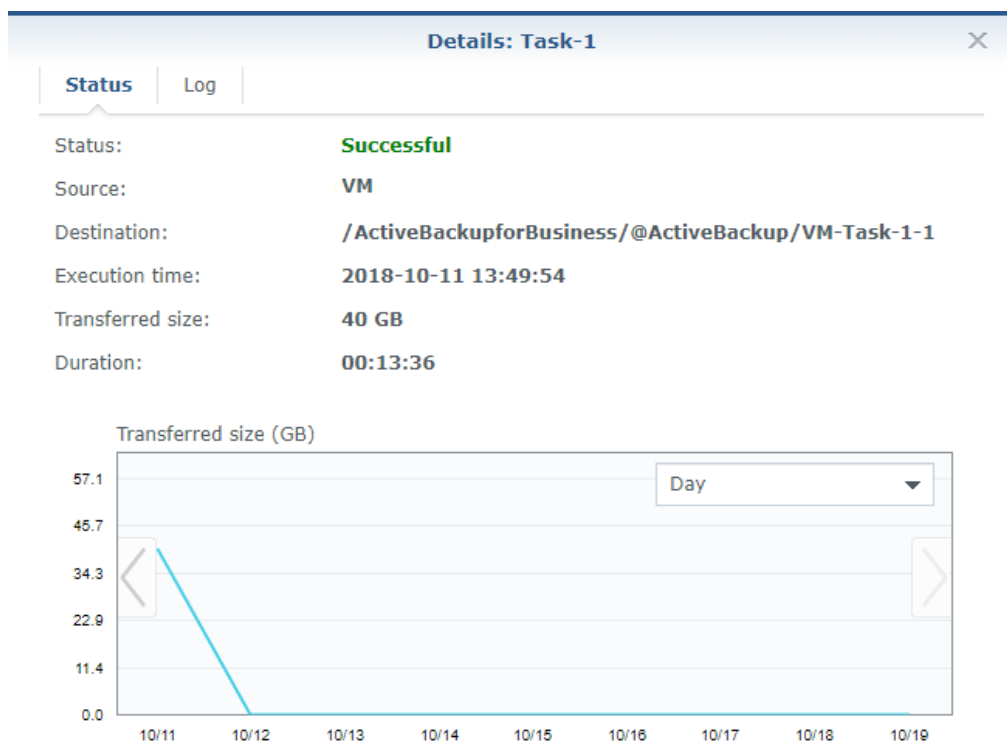 Details: Task-1
Status Log
Status: Successful
Source: VM
Destination: /ActiveBackupforBusiness/@ActiveBackup/VM-Task-1-1
Execution time: 2018-10-11 13:49:54
Transferred size: 40 GB
Duration: 00:13:36
Transferred size (GB)
Day
57.1
45.7
34.3
22.9
11.4
0.0
10/11 10/12 10/13 10/14 10/15 10/16 10/17 10/18 10/19